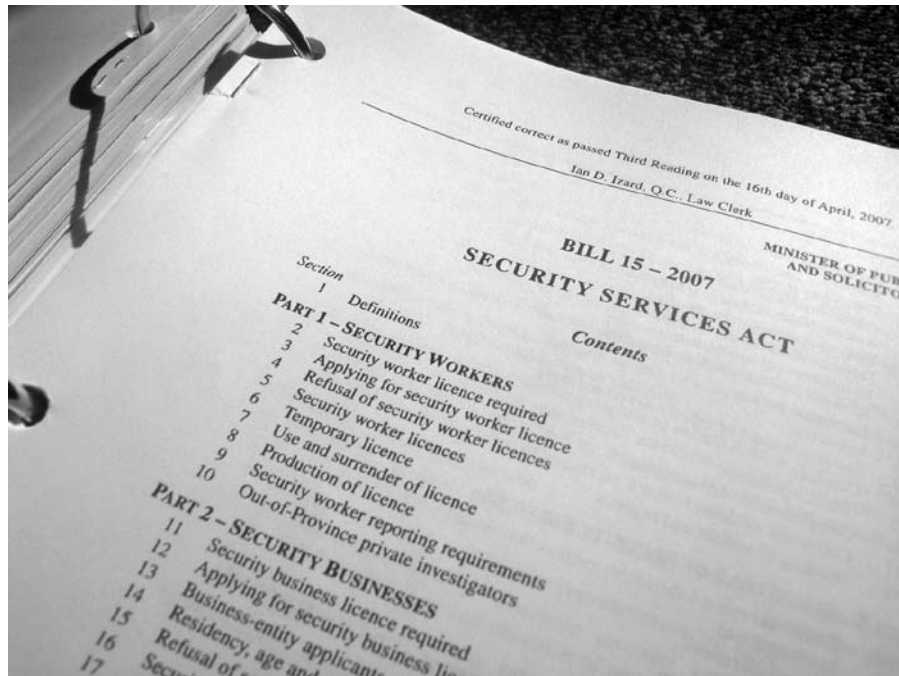 Certified correct as passed Third Reading on the 16th day of April, 2007
Ian D. Izard, Q.C., Law Clerk
MINISTER OF PUB
AND SOLICITO
BILL 15 – 2007
SECURITY SERVICES ACT
Contents
Section
1 Definitions
PART 1 – SECURITY WORKERS
2 Security worker licence required
3 Applying for security worker licence
4 Refusal of security worker licences
5 Security worker licences
6 Temporary licence
7 Use and surrender of licence
8 Production of licence
9 Security worker reporting requirements
10 Out-of-Province private investigators
PART 2 – SECURITY BUSINESSES
11 Security business licence required
12 Applying for security business lic
13 Business-entity applicants
14 Residency, age and
15 Refusal of
16
17